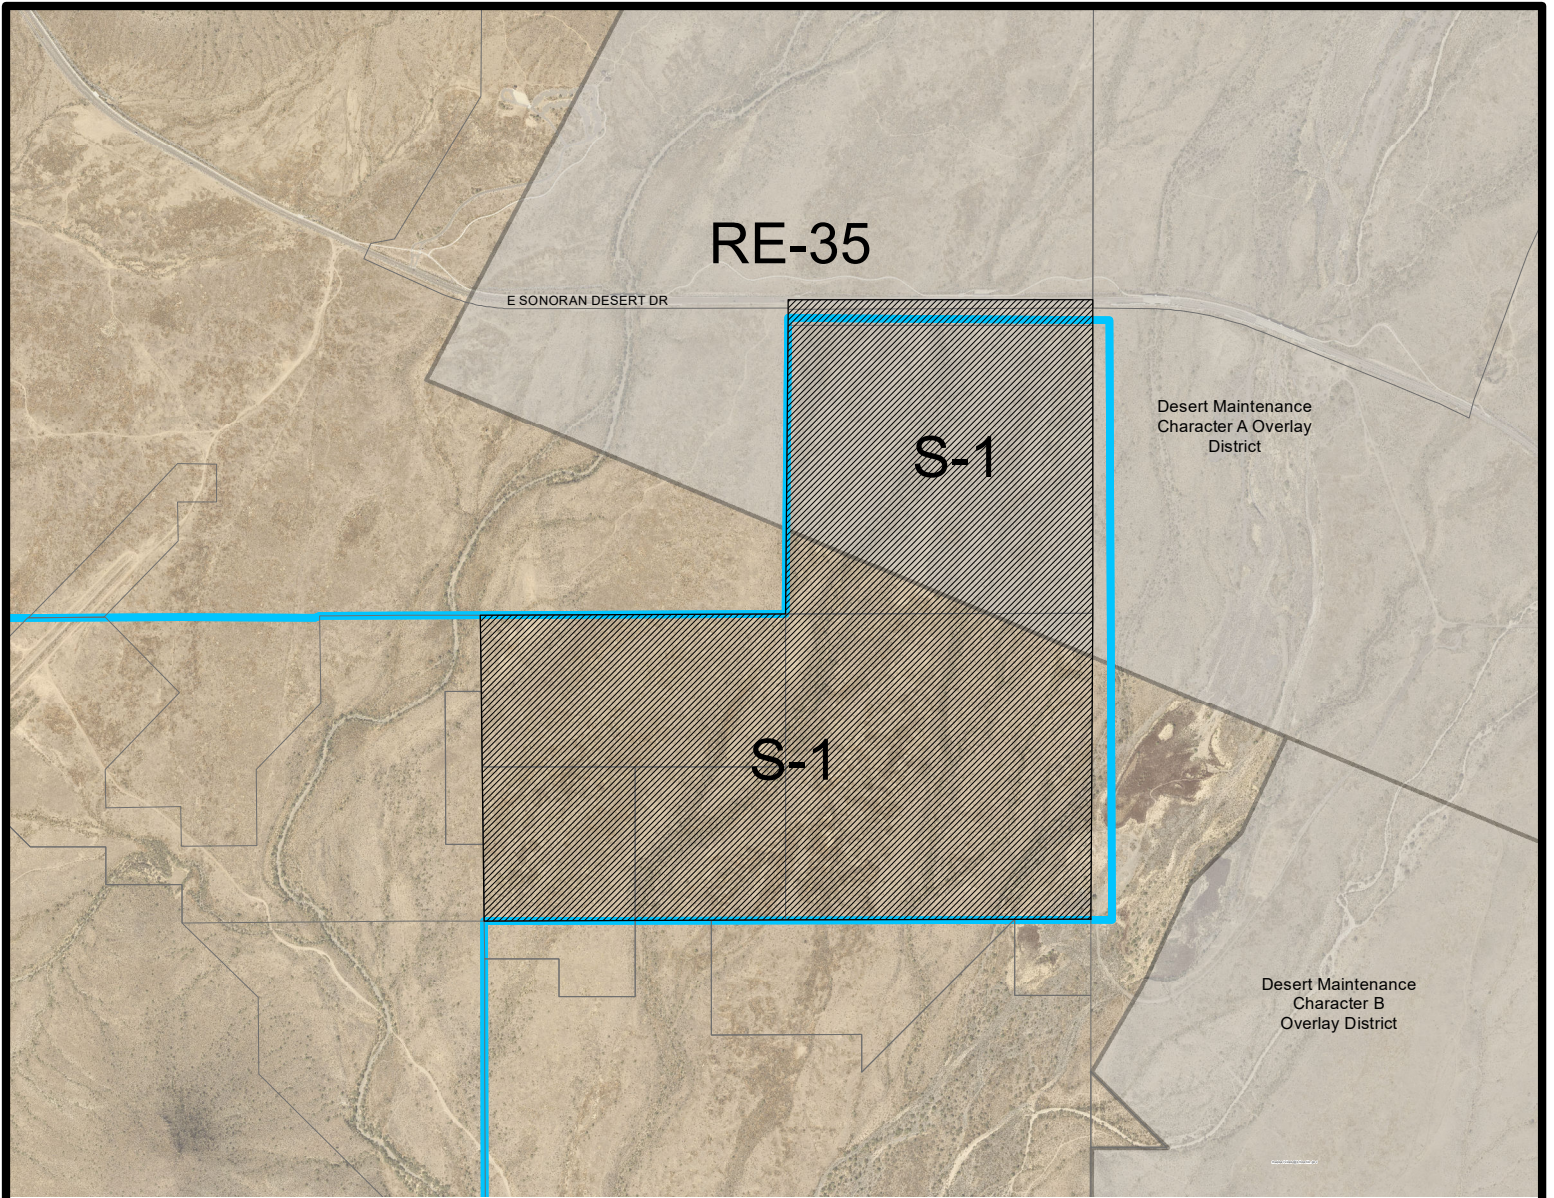 RE-35
E SONORAN DESERT DR
Desert Maintenance
Character A Overlay
District
S-1
S-1
Desert Maintenance
Character B
Overlay District